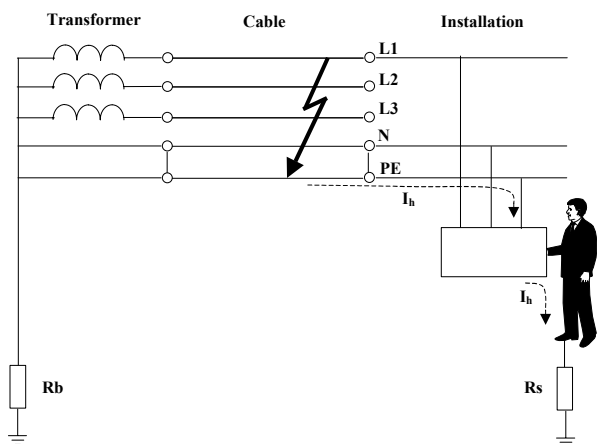 Transformer Cable Installation
L1
L2
L3
N
PE
Ih
Ih
Rb Rs